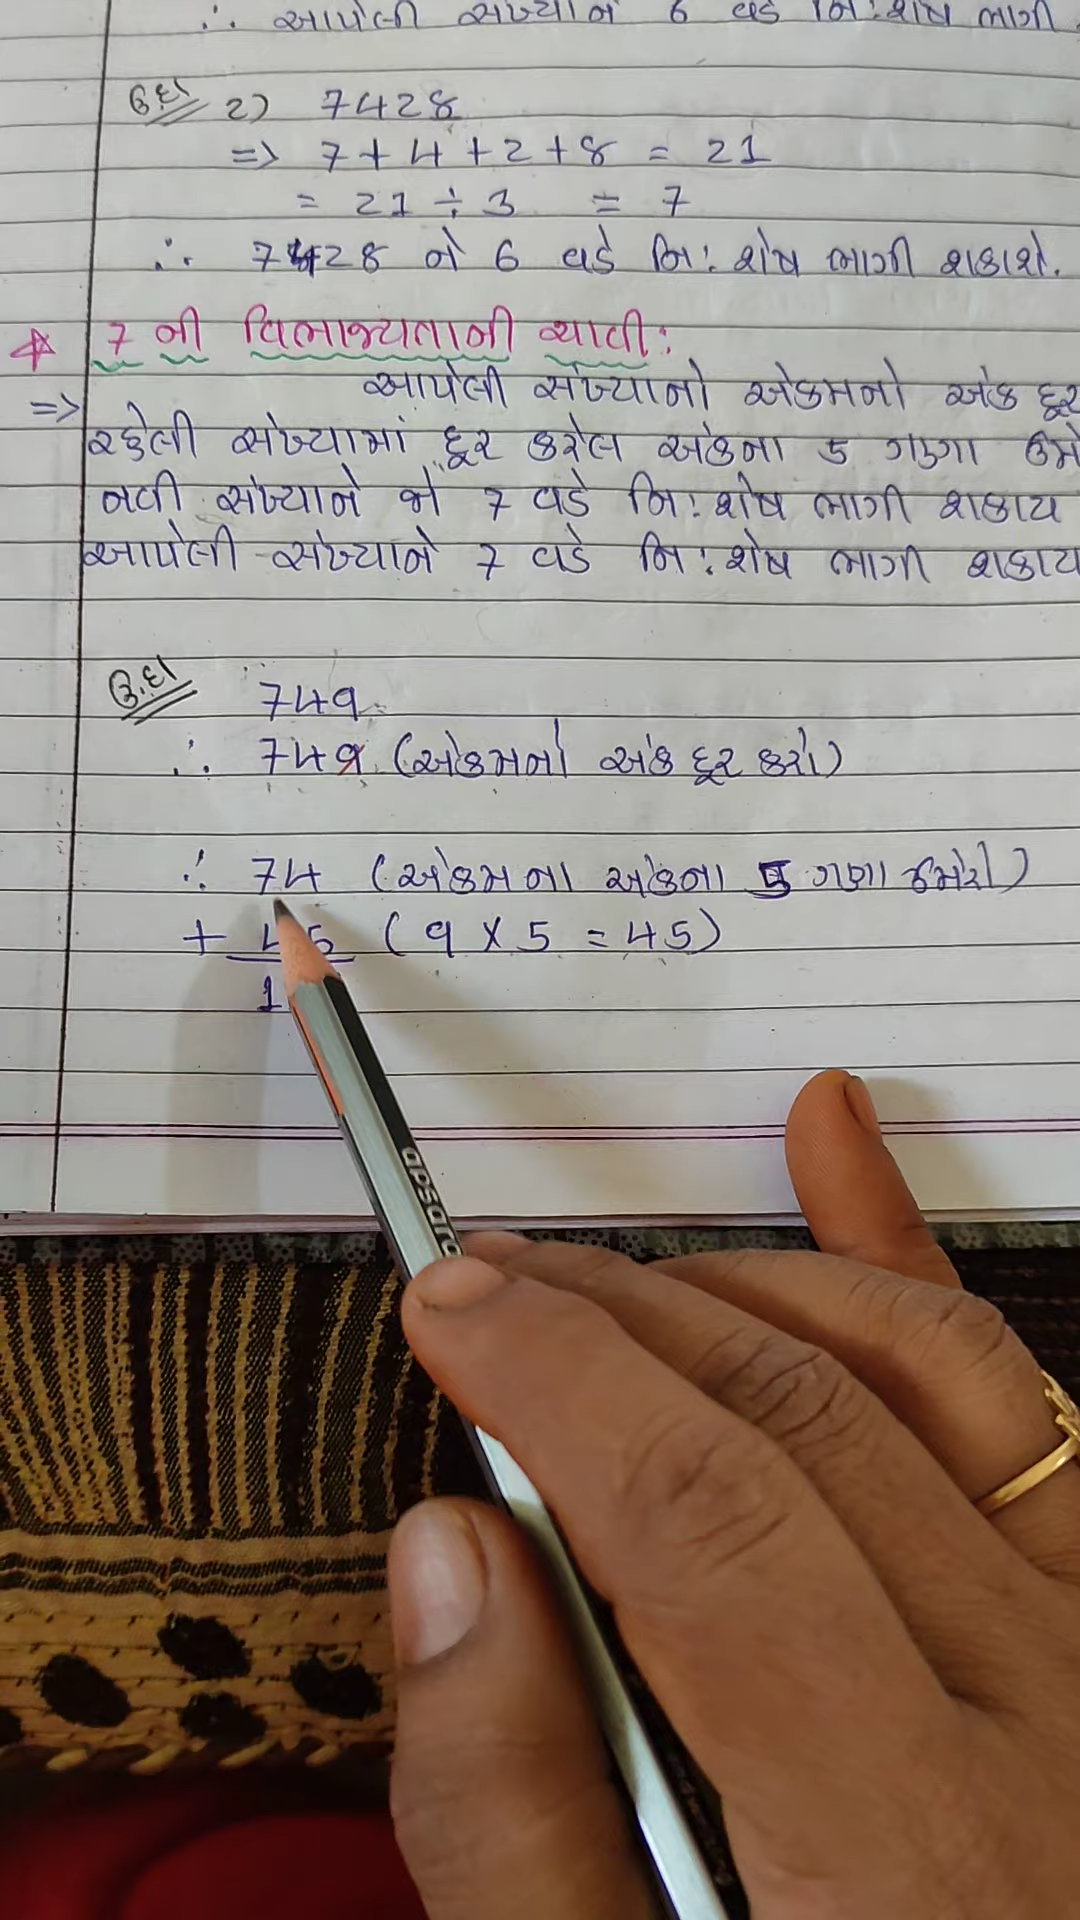 ∴ આપેલી સંખ્યાને 6 વડે નિ:શેષ ભાગી
ઉ.દા 2) 7428
=> 7 + 4 + 2 + 8 = 21
= 21 ÷ 3 = 7
∴ 7428 ને 6 વડે નિ:શેષ ભાગી શકાશે.
* 7 ની વિભાજ્યતાની ચાવી:
=> આપેલી સંખ્યાનો એકમનો અંક દૂર
રહેલી સંખ્યામાં દૂર કરેલ અંકના 5 ગણા ઉમે
નવી સંખ્યાને જો 7 વડે નિ:શેષ ભાગી શકાય
આપેલી સંખ્યાને 7 વડે નિ:શેષ ભાગી શકાય
ઉ.દા 749
∴ 749 (એકમનો અંક દૂર કરો)
∴ 74 (એકમના અંકના 5 ગણા ઉમેરો)
+ 45 (9 × 5 = 45)
1
apsara